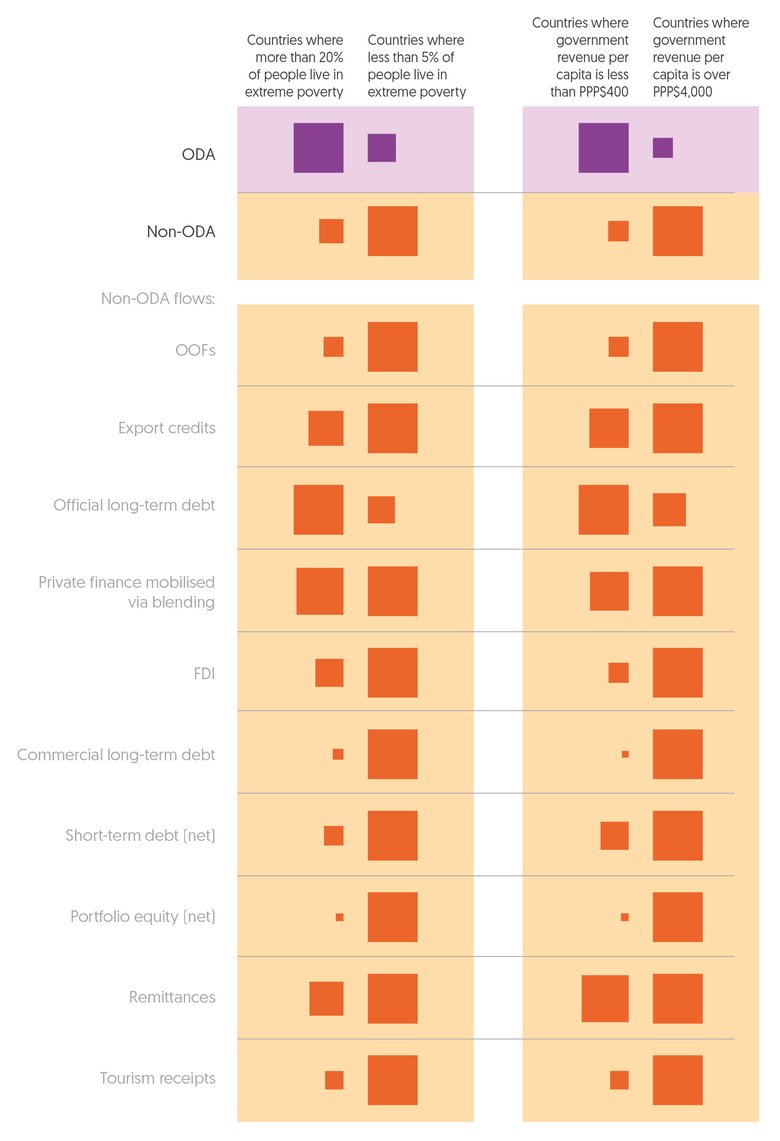 Countries where
more than 20%
of people live in
extreme poverty
Countries where
less than 5% of
people live in
extreme poverty
Countries where
government
revenue per
capita is less
than PPP$400
Countries where
government
revenue per
capita is over
PPP$4,000
ODA
Non-ODA
Non-ODA flows:
OOFs
Export credits
Official long-term debt
Private finance mobilised
via blending
FDI
Commercial long-term debt
Short-term debt (net)
Portfolio equity (net)
Remittances
Tourism receipts